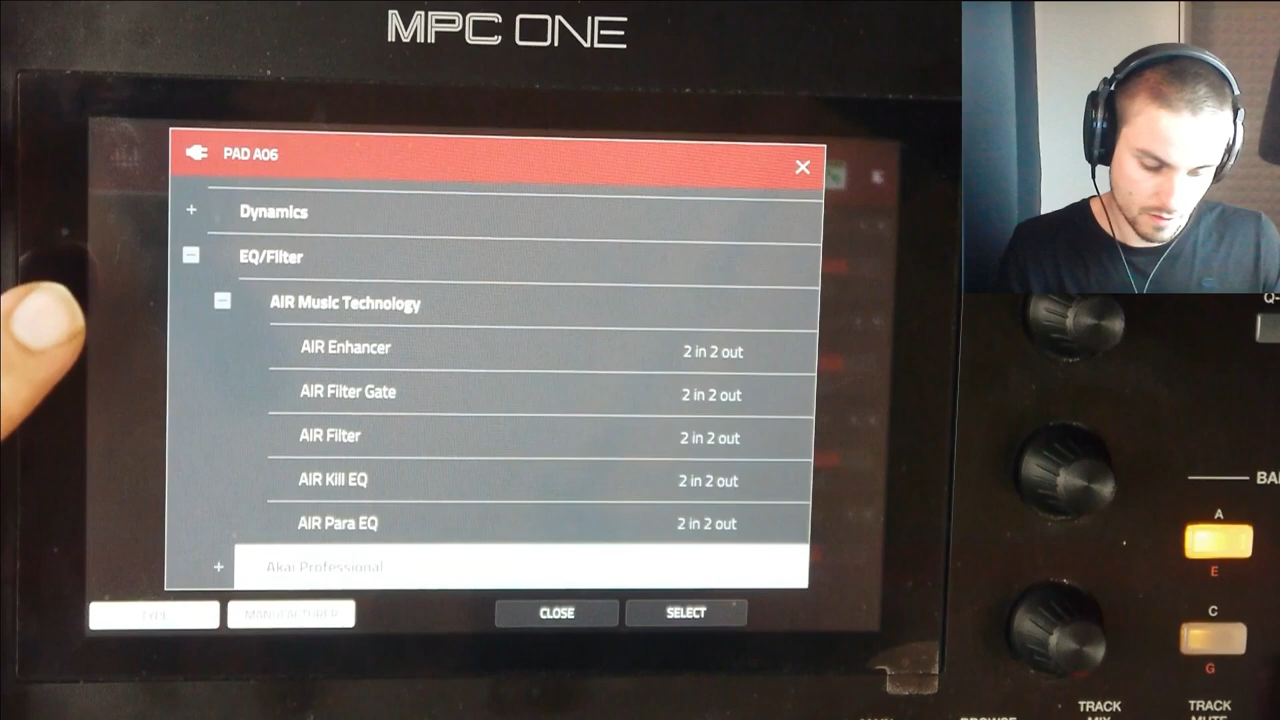 MPC ONE
PAD A06
Dynamics
EQ/Filter
AIR Music Technology
AIR Enhancer 2 in 2 out
AIR Filter Gate 2 in 2 out
AIR Filter 2 in 2 out
AIR Kill EQ 2 in 2 out
AIR Para EQ 2 in 2 out
Akai Professional
TYPE MANUFACTURER CLOSE SELECT
A
E
C
G
TRACK
TRACK